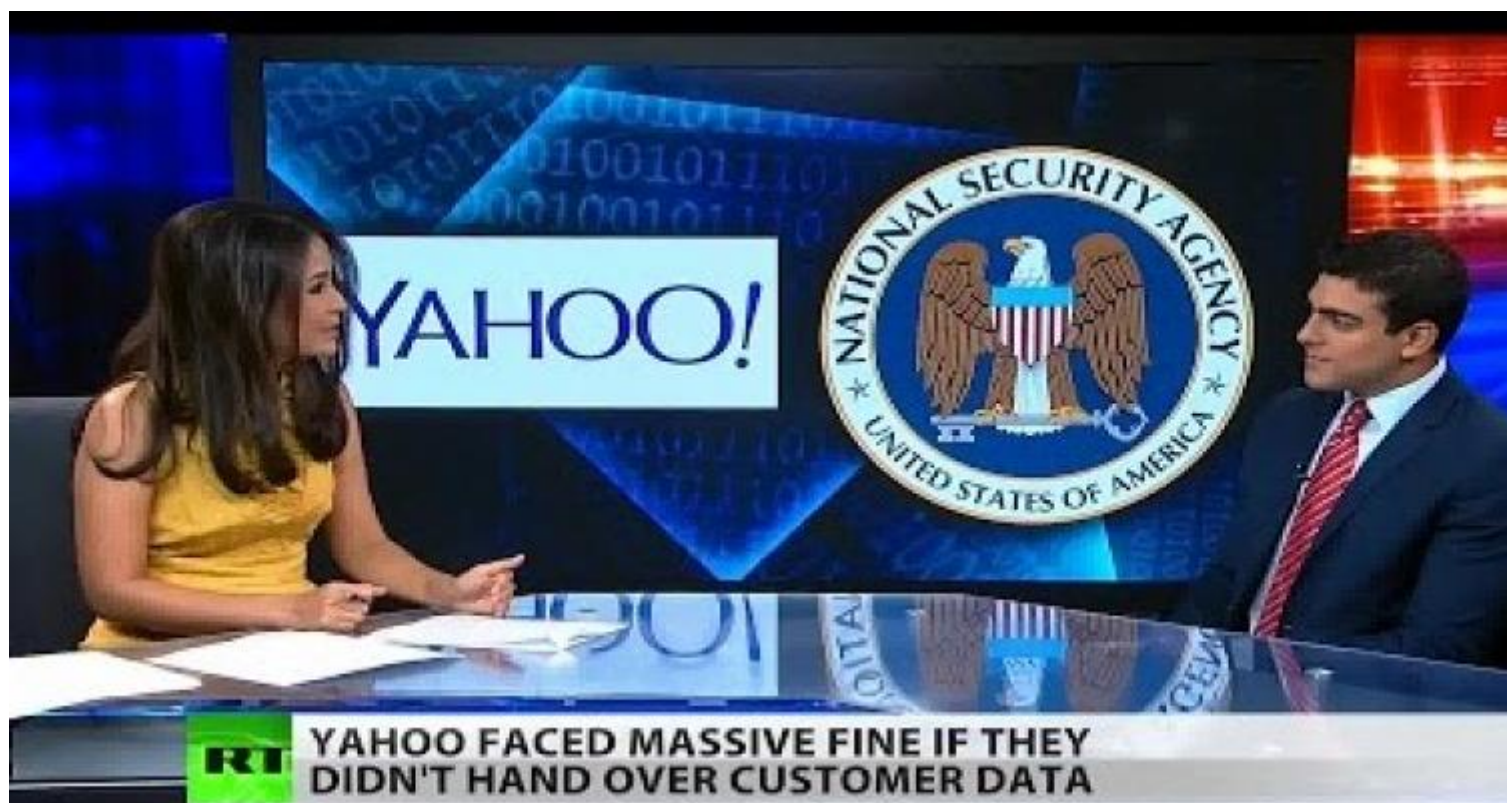 YAHOO!
NATIONAL SECURITY AGENCY
UNITED STATES OF AMERICA
RT
YAHOO FACED MASSIVE FINE IF THEY
DIDN'T HAND OVER CUSTOMER DATA